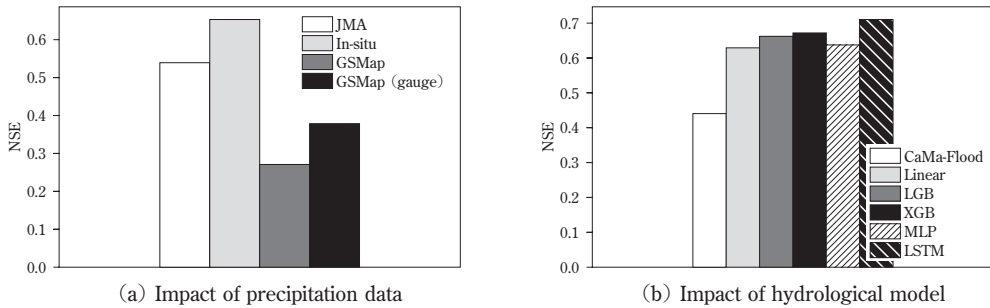 0.6
0.5
0.4
0.3
0.2
0.1
0.0
NSE
JMA
In-situ
GSMap
GSMap (gauge)
(a) Impact of precipitation data
0.7
0.6
0.5
0.4
0.3
0.2
0.1
0.0
NSE
CaMa-Flood
Linear
LGB
XGB
MLP
LSTM
(b) Impact of hydrological model